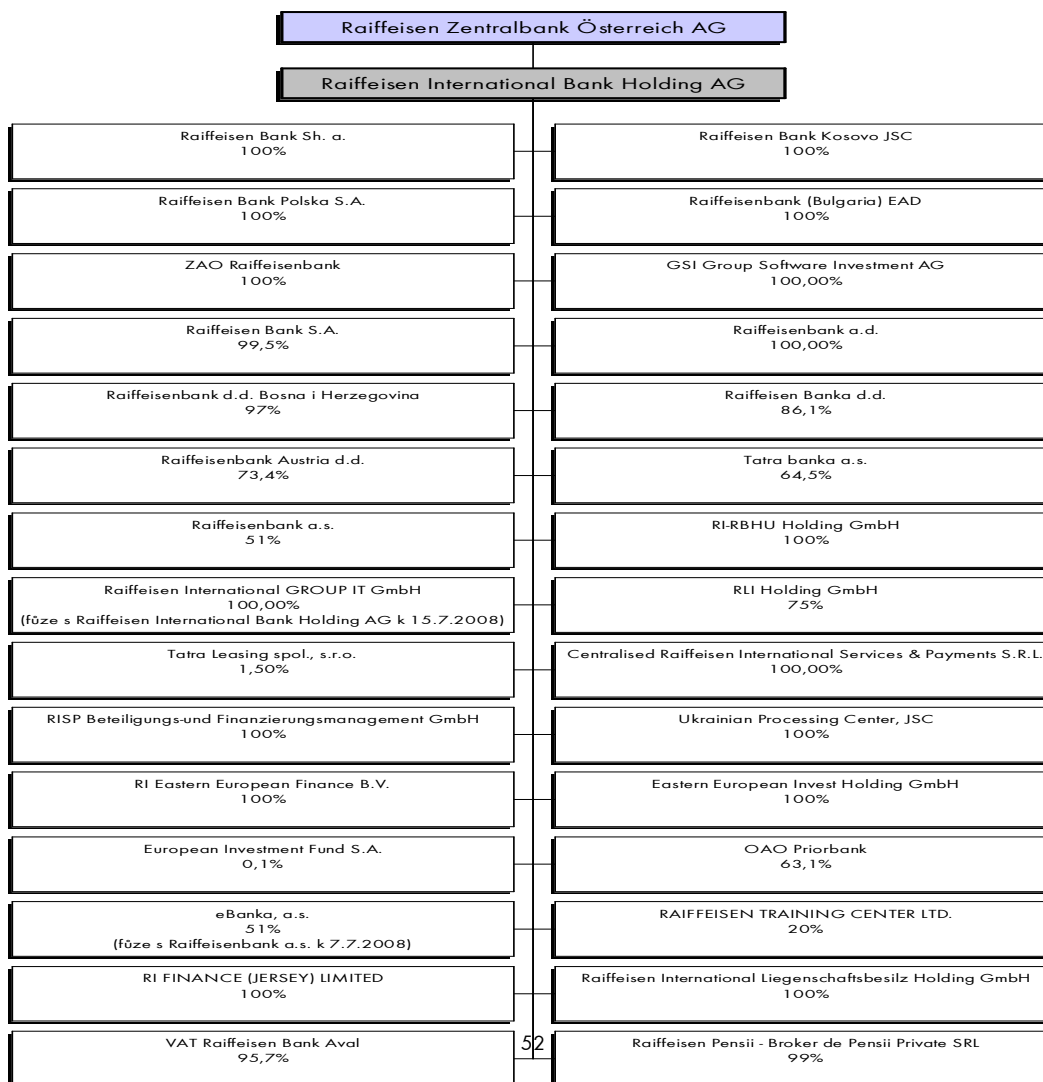 Raiffeisen Zentralbank Österreich AG
Raiffeisen International Bank Holding AG
Raiffeisen Bank Sh. a.
100%
Raiffeisen Bank Kosovo JSC
100%
Raiffeisen Bank Polska S.A.
100%
Raiffeisenbank (Bulgaria) EAD
100%
ZAO Raiffeisenbank
100%
GSI Group Software Investment AG
100,00%
Raiffeisen Bank S.A.
99,5%
Raiffeisenbank a.d.
100,00%
Raiffeisenbank d.d. Bosna i Herzegovina
97%
Raiffeisen Banka d.d.
86,1%
Raiffeisenbank Austria d.d.
73,4%
Tatra banka a.s.
64,5%
Raiffeisenbank a.s.
51%
RI-RBHU Holding GmbH
100%
Raiffeisen International GROUP IT GmbH
100,00%
(fůze s Raiffeisen International Bank Holding AG k 15.7.2008)
RLI Holding GmbH
75%
Tatra Leasing spol., s.r.o.
1,50%
Centralised Raiffeisen International Services & Payments S.R.L.
100,00%
RISP Beteiligungs-und Finanzierungsmanagement GmbH
100%
Ukrainian Processing Center, JSC
100%
RI Eastern European Finance B.V.
100%
Eastern European Invest Holding GmbH
100%
European Investment Fund S.A.
0,1%
OAO Priorbank
63,1%
eBanka, a.s.
51%
(fůze s Raiffeisenbank a.s. k 7.7.2008)
RAIFFEISEN TRAINING CENTER LTD.
20%
RI FINANCE (JERSEY) LIMITED
100%
Raiffeisen International Liegenschaftsbesilz Holding GmbH
100%
VAT Raiffeisen Bank Aval
95,7%
Raiffeisen Pensii - Broker de Pensii Private SRL
99%
52